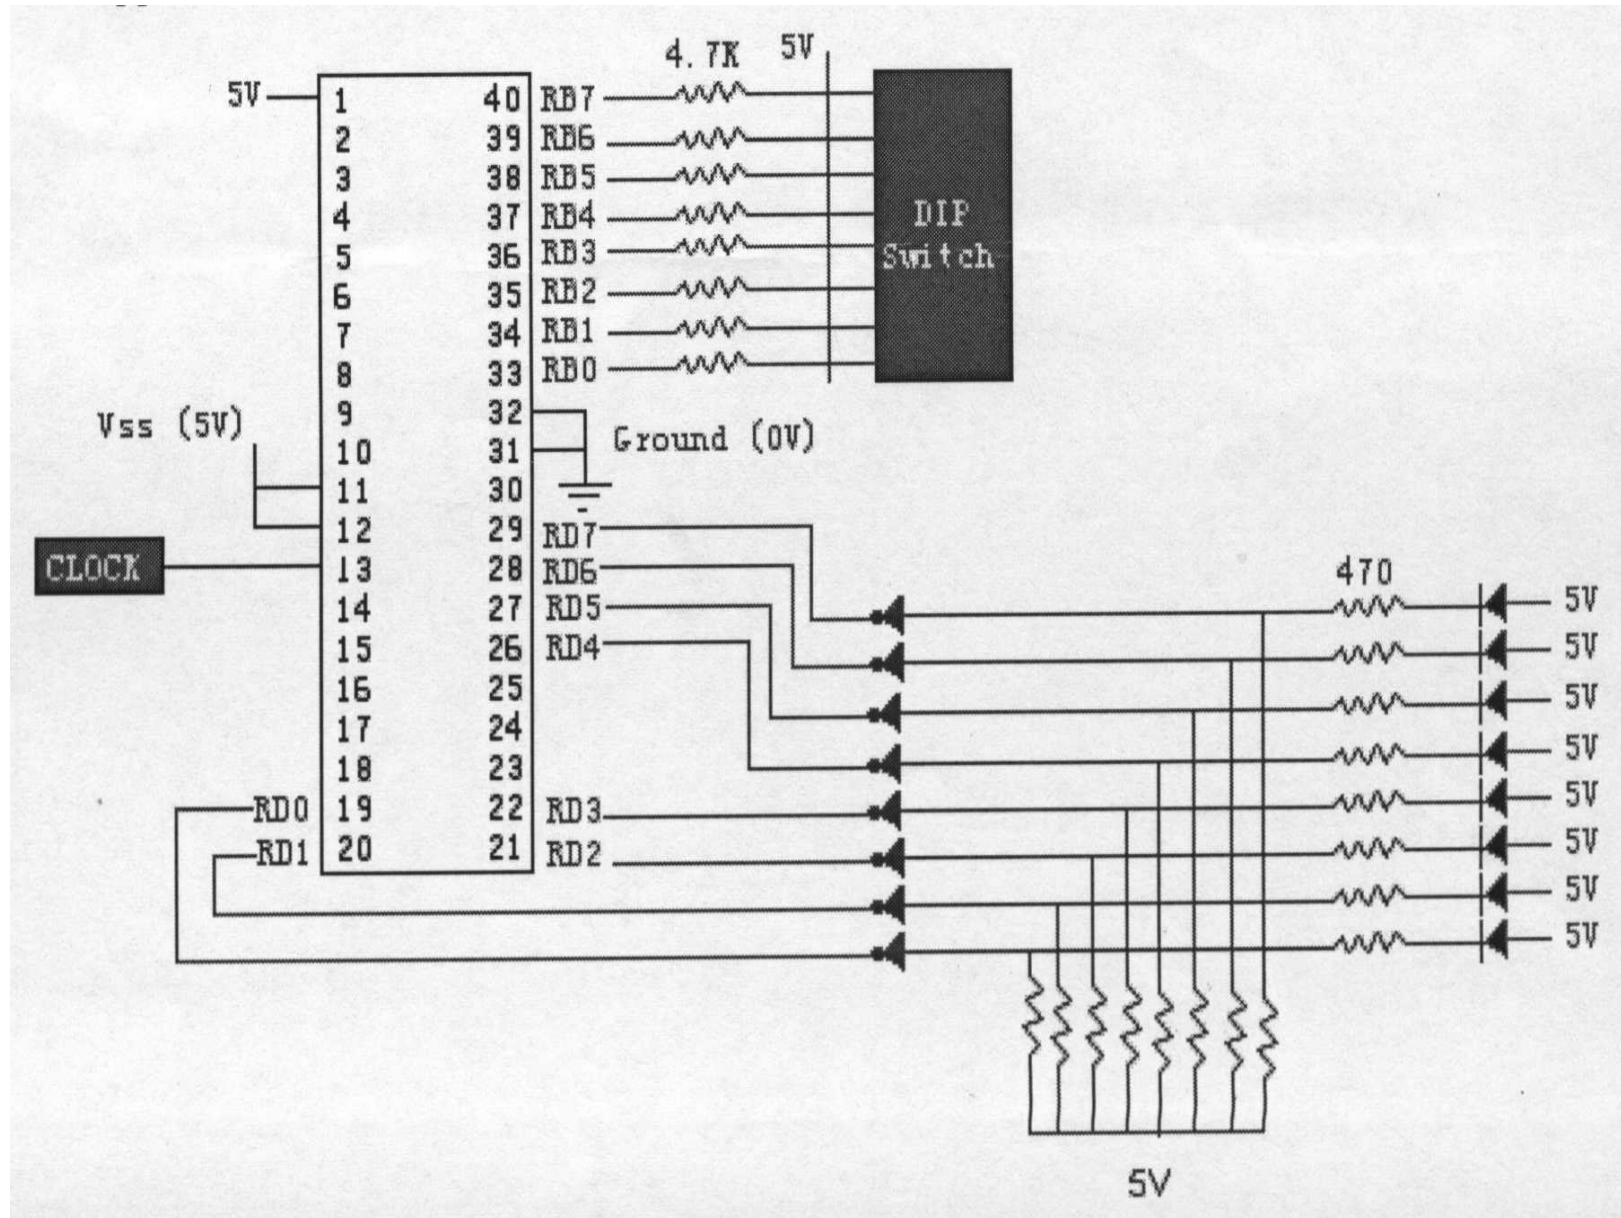 4.7K 5V
5V 1 40 RB7
2 39 RB6
3 38 RB5
4 37 RB4 DIP
5 36 RB3 Switch
6 35 RB2
7 34 RB1
8 33 RB0
Vss (5V) 9 32 Ground (0V)
10 31
11 30
12 29 RD7
CLOCK 13 28 RD6 470 5V
14 27 RD5 5V
15 26 RD4 5V
16 25 5V
17 24 5V
18 23 5V
RD0 19 22 RD3 5V
RD1 20 21 RD2 5V
5V